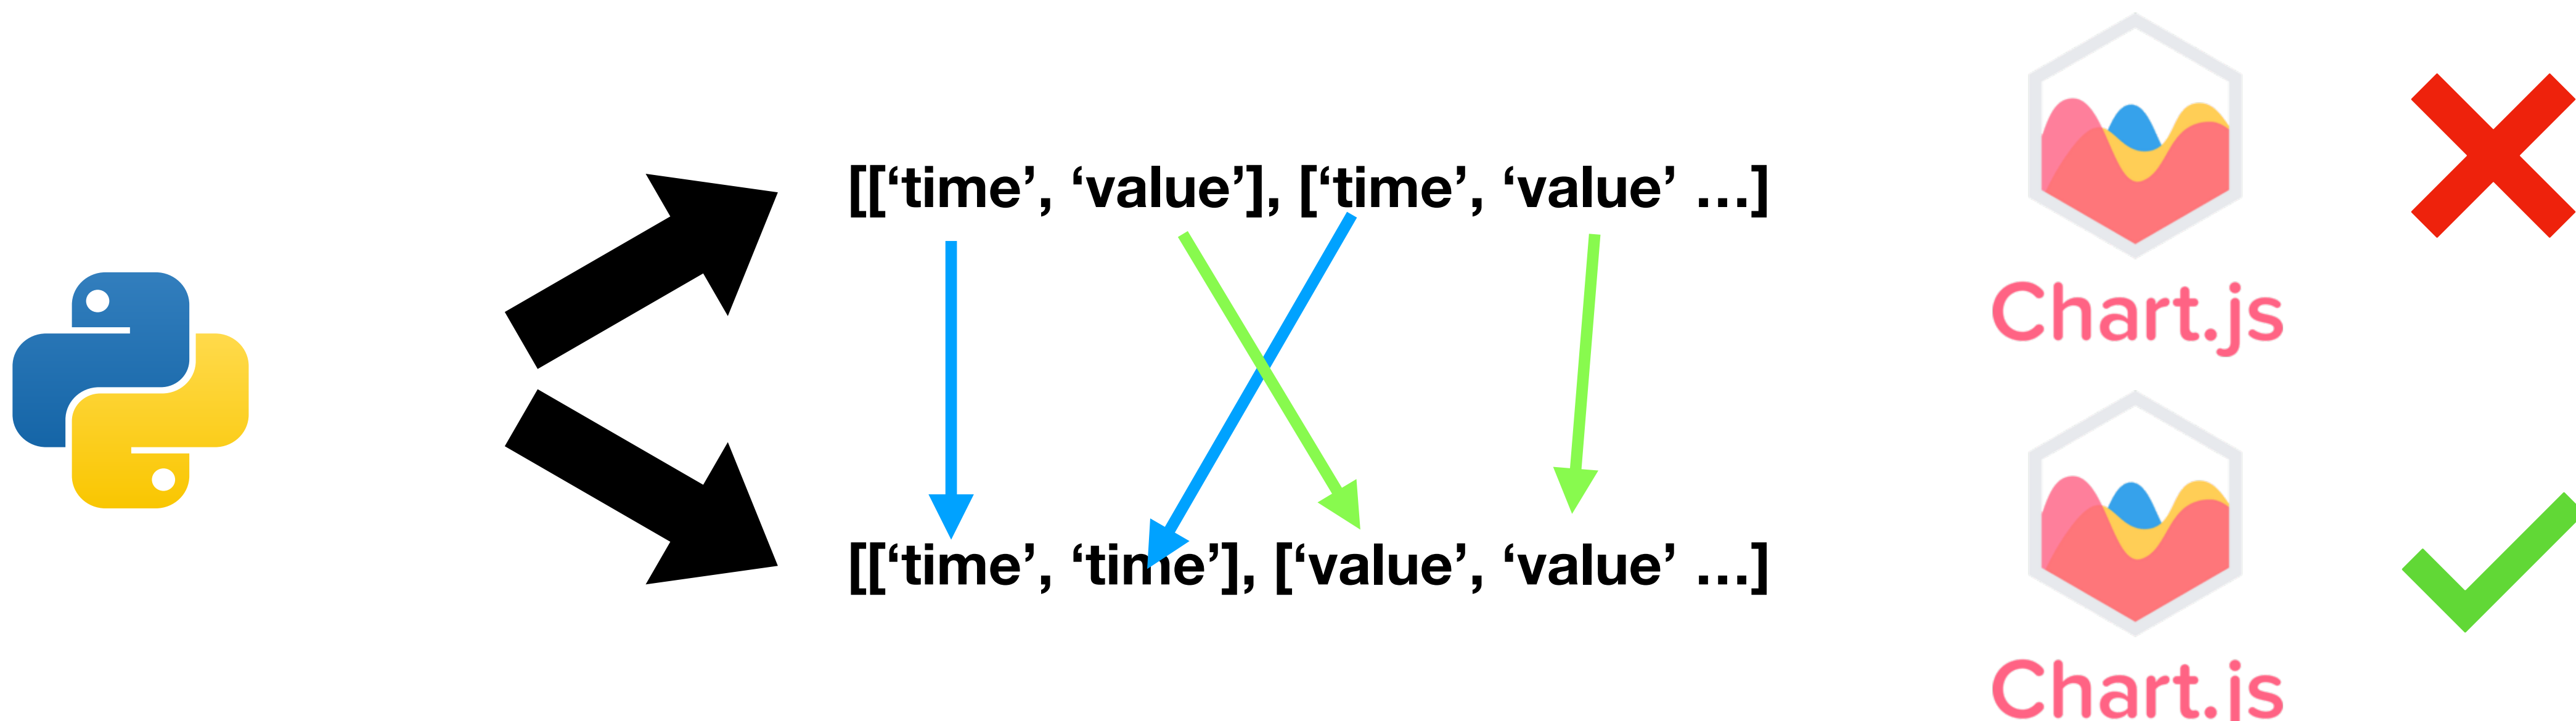 [[‘time’, ‘value’], [‘time’, ‘value’ …]
Chart.js
[[‘time’, ‘time’], [‘value’, ‘value’ …]
Chart.js